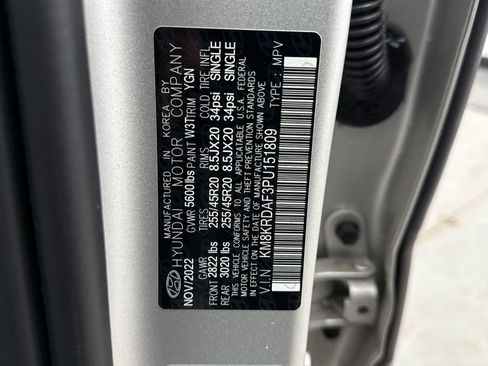 MANUFACTURED IN KOREA BY
HYUNDAI MOTOR COMPANY
NOV/2022 GVWR 5600 lbs PAINT W3T TRIM YGN
GAWR TIRES RIMS COLD TIRE INFL
FRONT 2822 lbs 255/45R20 8.5JX20 34psi SINGLE
REAR 3020 lbs 255/45R20 8.5JX20 34psi SINGLE
THIS VEHICLE CONFORMS TO ALL APPLICABLE U.S.A. FEDERAL
MOTOR VEHICLE SAFETY, BUMPER, AND THEFT PREVENTION STANDARDS
IN EFFECT ON THE DATE OF MANUFACTURE SHOWN ABOVE.
V.I.N KM8KRDAF3PU151809 TYPE : MPV